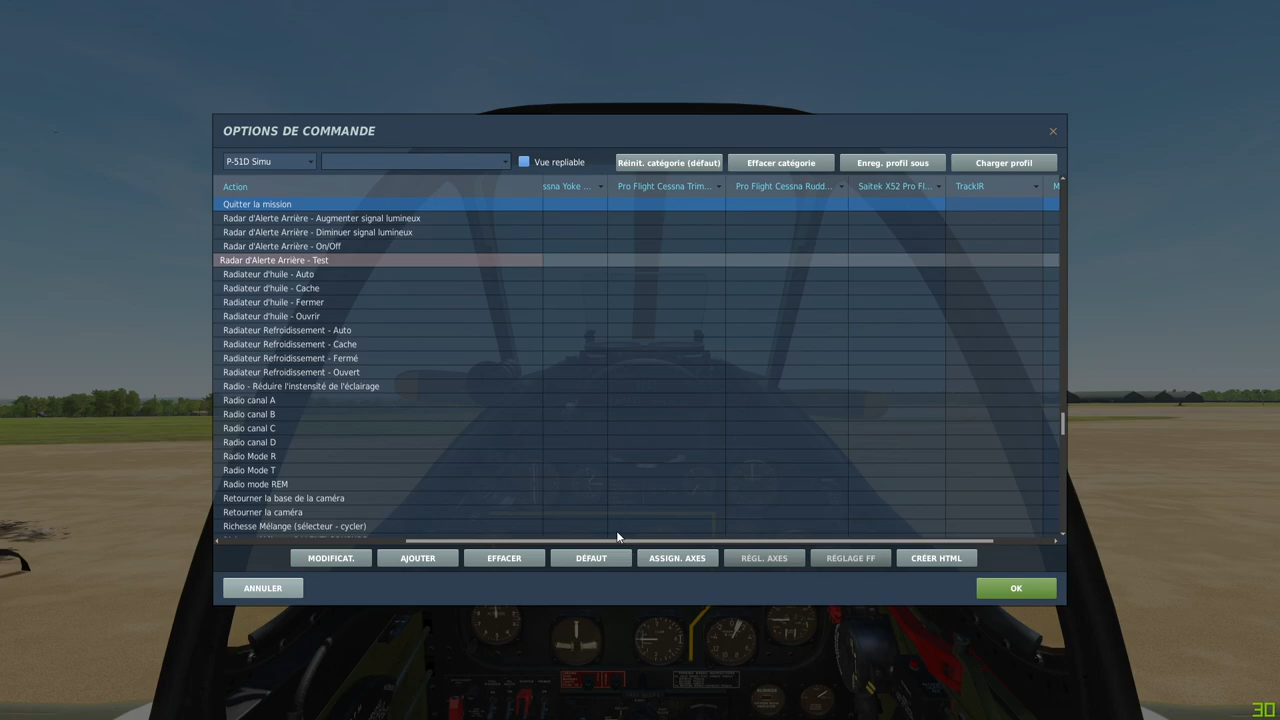 OPTIONS DE COMMANDE
P-51D Simu
Vue repliable
Réinit. catégorie (défaut)
Effacer catégorie
Enreg. profil sous
Charger profil
Action
ssna Yoke ...
Pro Flight Cessna Trim...
Pro Flight Cessna Rudd...
Saitek X52 Pro Fl...
TrackIR
M
Quitter la mission
Radar d'Alerte Arrière - Augmenter signal lumineux
Radar d'Alerte Arrière - Diminuer signal lumineux
Radar d'Alerte Arrière - On/Off
Radar d'Alerte Arrière - Test
Radiateur d'huile - Auto
Radiateur d'huile - Cache
Radiateur d'huile - Fermer
Radiateur d'huile - Ouvrir
Radiateur Refroidissement - Auto
Radiateur Refroidissement - Cache
Radiateur Refroidissement - Fermé
Radiateur Refroidissement - Ouvert
Radio - Réduire l'instensité de l'éclairage
Radio canal A
Radio canal B
Radio canal C
Radio canal D
Radio Mode R
Radio Mode T
Radio mode REM
Retourner la base de la caméra
Retourner la caméra
Richesse Mélange (sélecteur - cycler)
MODIFICAT.
AJOUTER
EFFACER
DÉFAUT
ASSIGN. AXES
RÉGL. AXES
RÉGLAGE FF
CRÉER HTML
ANNULER
OK
30